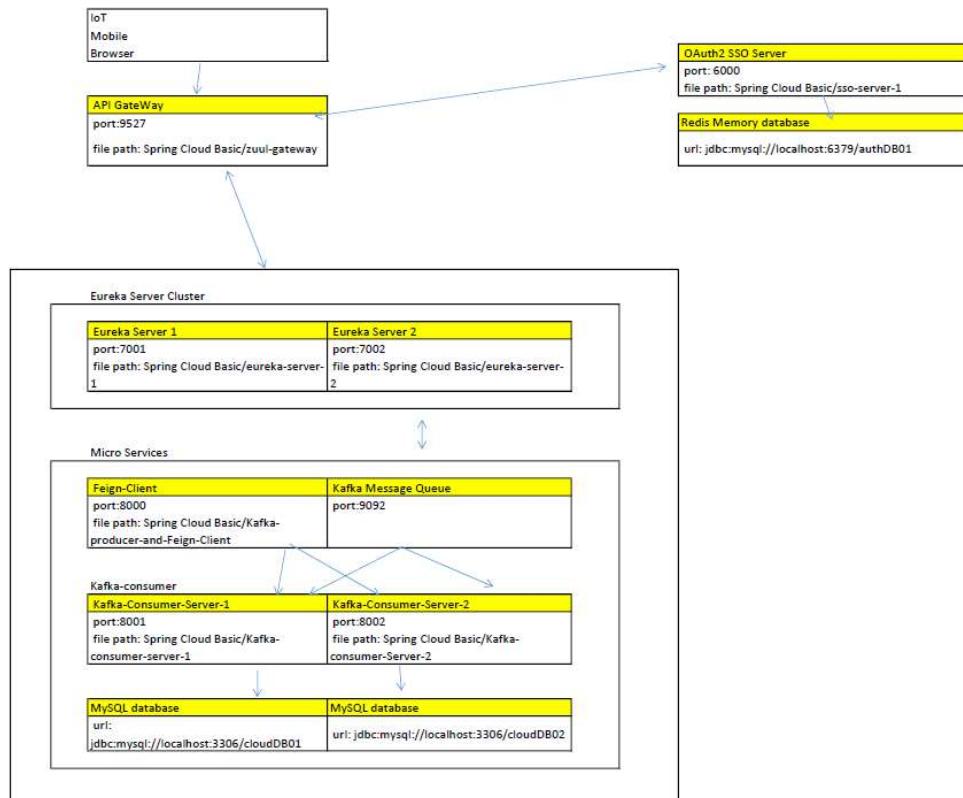 IoT
Mobile
Browser
OAuth2 SSO Server
port: 6000
file path: Spring Cloud Basic/sso-server-1
API GateWay
port:9527
file path: Spring Cloud Basic/zuul-gateway
Redis Memory database
url: jdbc:mysql://localhost:6379/authDB01
Eureka Server Cluster
Eureka Server 1
port:7001
file path: Spring Cloud Basic/eureka-server-
1
Eureka Server 2
port:7002
file path: Spring Cloud Basic/eureka-server-
2
Micro Services
Feign-Client
port:8000
file path: Spring Cloud Basic/Kafka-
producer-and-Feign-Client
Kafka Message Queue
port:9092
Kafka-consumer
Kafka-Consumer-Server-1
port:8001
file path: Spring Cloud Basic/Kafka-
consumer-server-1
Kafka-Consumer-Server-2
port:8002
file path: Spring Cloud Basic/Kafka-
consumer-Server-2
MySQL database
url:
jdbc:mysql://localhost:3306/cloudDB01
MySQL database
url: jdbc:mysql://localhost:3306/cloudDB02